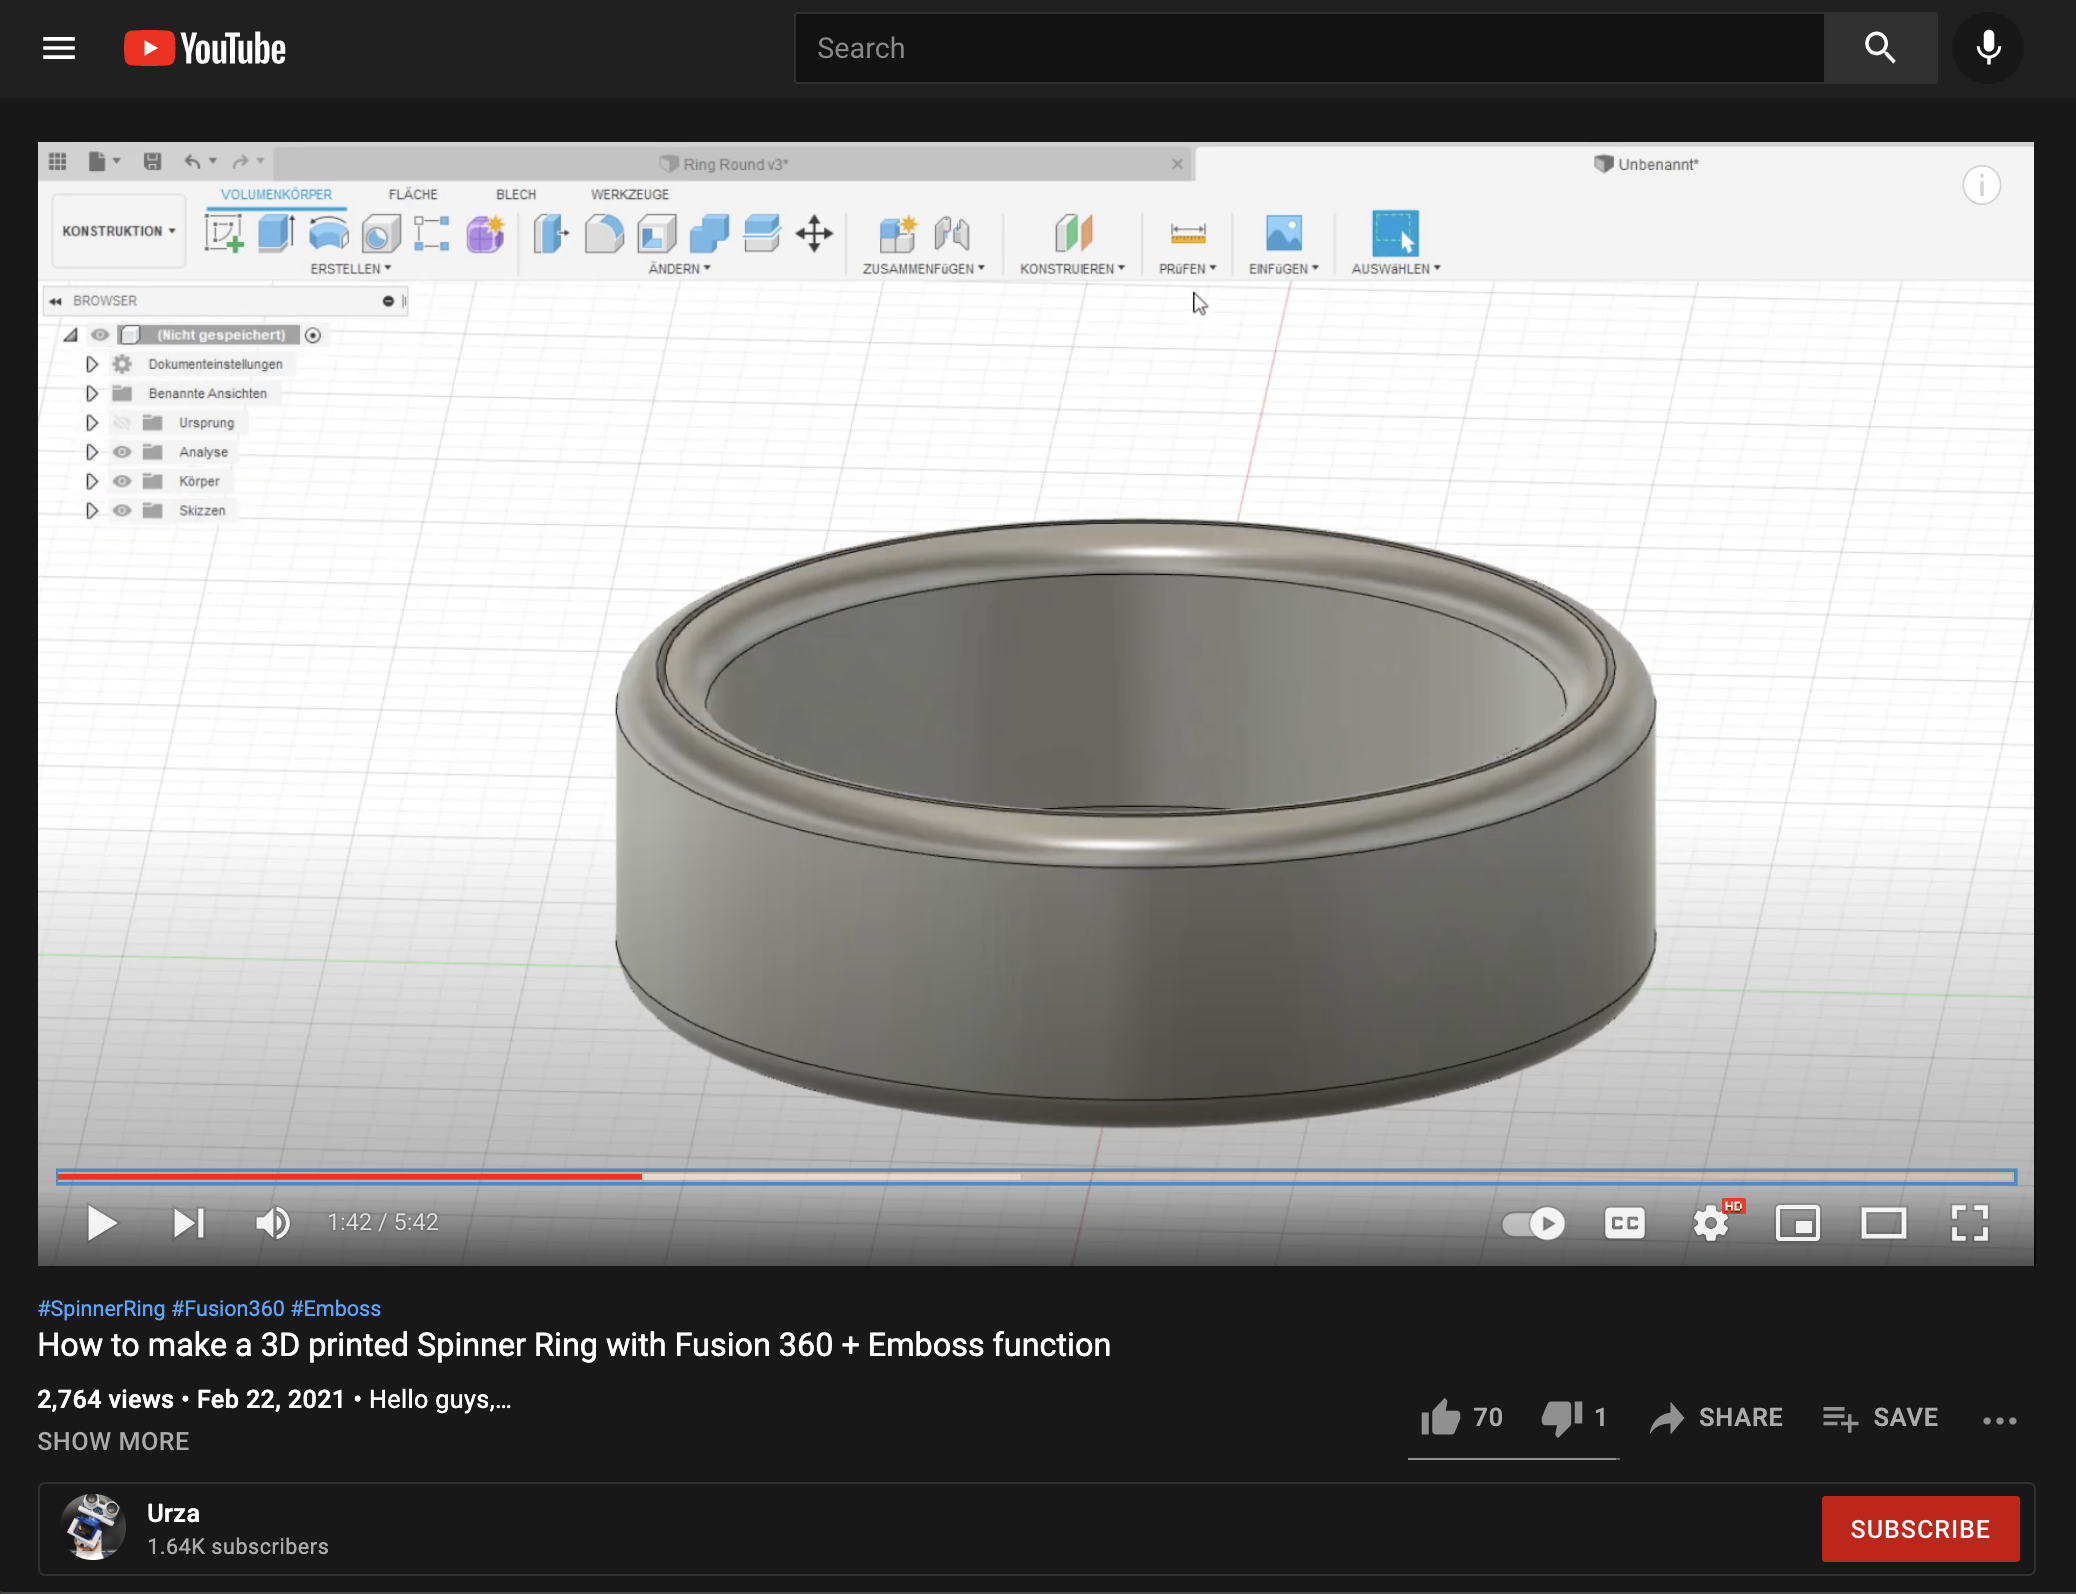 YouTube
Search
Ring Round v3*
Unbenannt*
VOLUMENKÖRPER FLÄCHE BLECH WERKZEUGE
KONSTRUKTION
ERSTELLEN ÄNDERN ZUSAMMENFüGEN KONSTRUIEREN PRüFEN EINFüGEN AUSWäHLEN
BROWSER
(Nicht gespeichert)
Dokumenteinstellungen
Benannte Ansichten
Ursprung
Analyse
Körper
Skizzen
1:42 / 5:42
CC
HD
#SpinnerRing #Fusion360 #Emboss
How to make a 3D printed Spinner Ring with Fusion 360 + Emboss function
2,764 views • Feb 22, 2021 • Hello guys,...
70 1 SHARE SAVE
SHOW MORE
Urza
1.64K subscribers
SUBSCRIBE